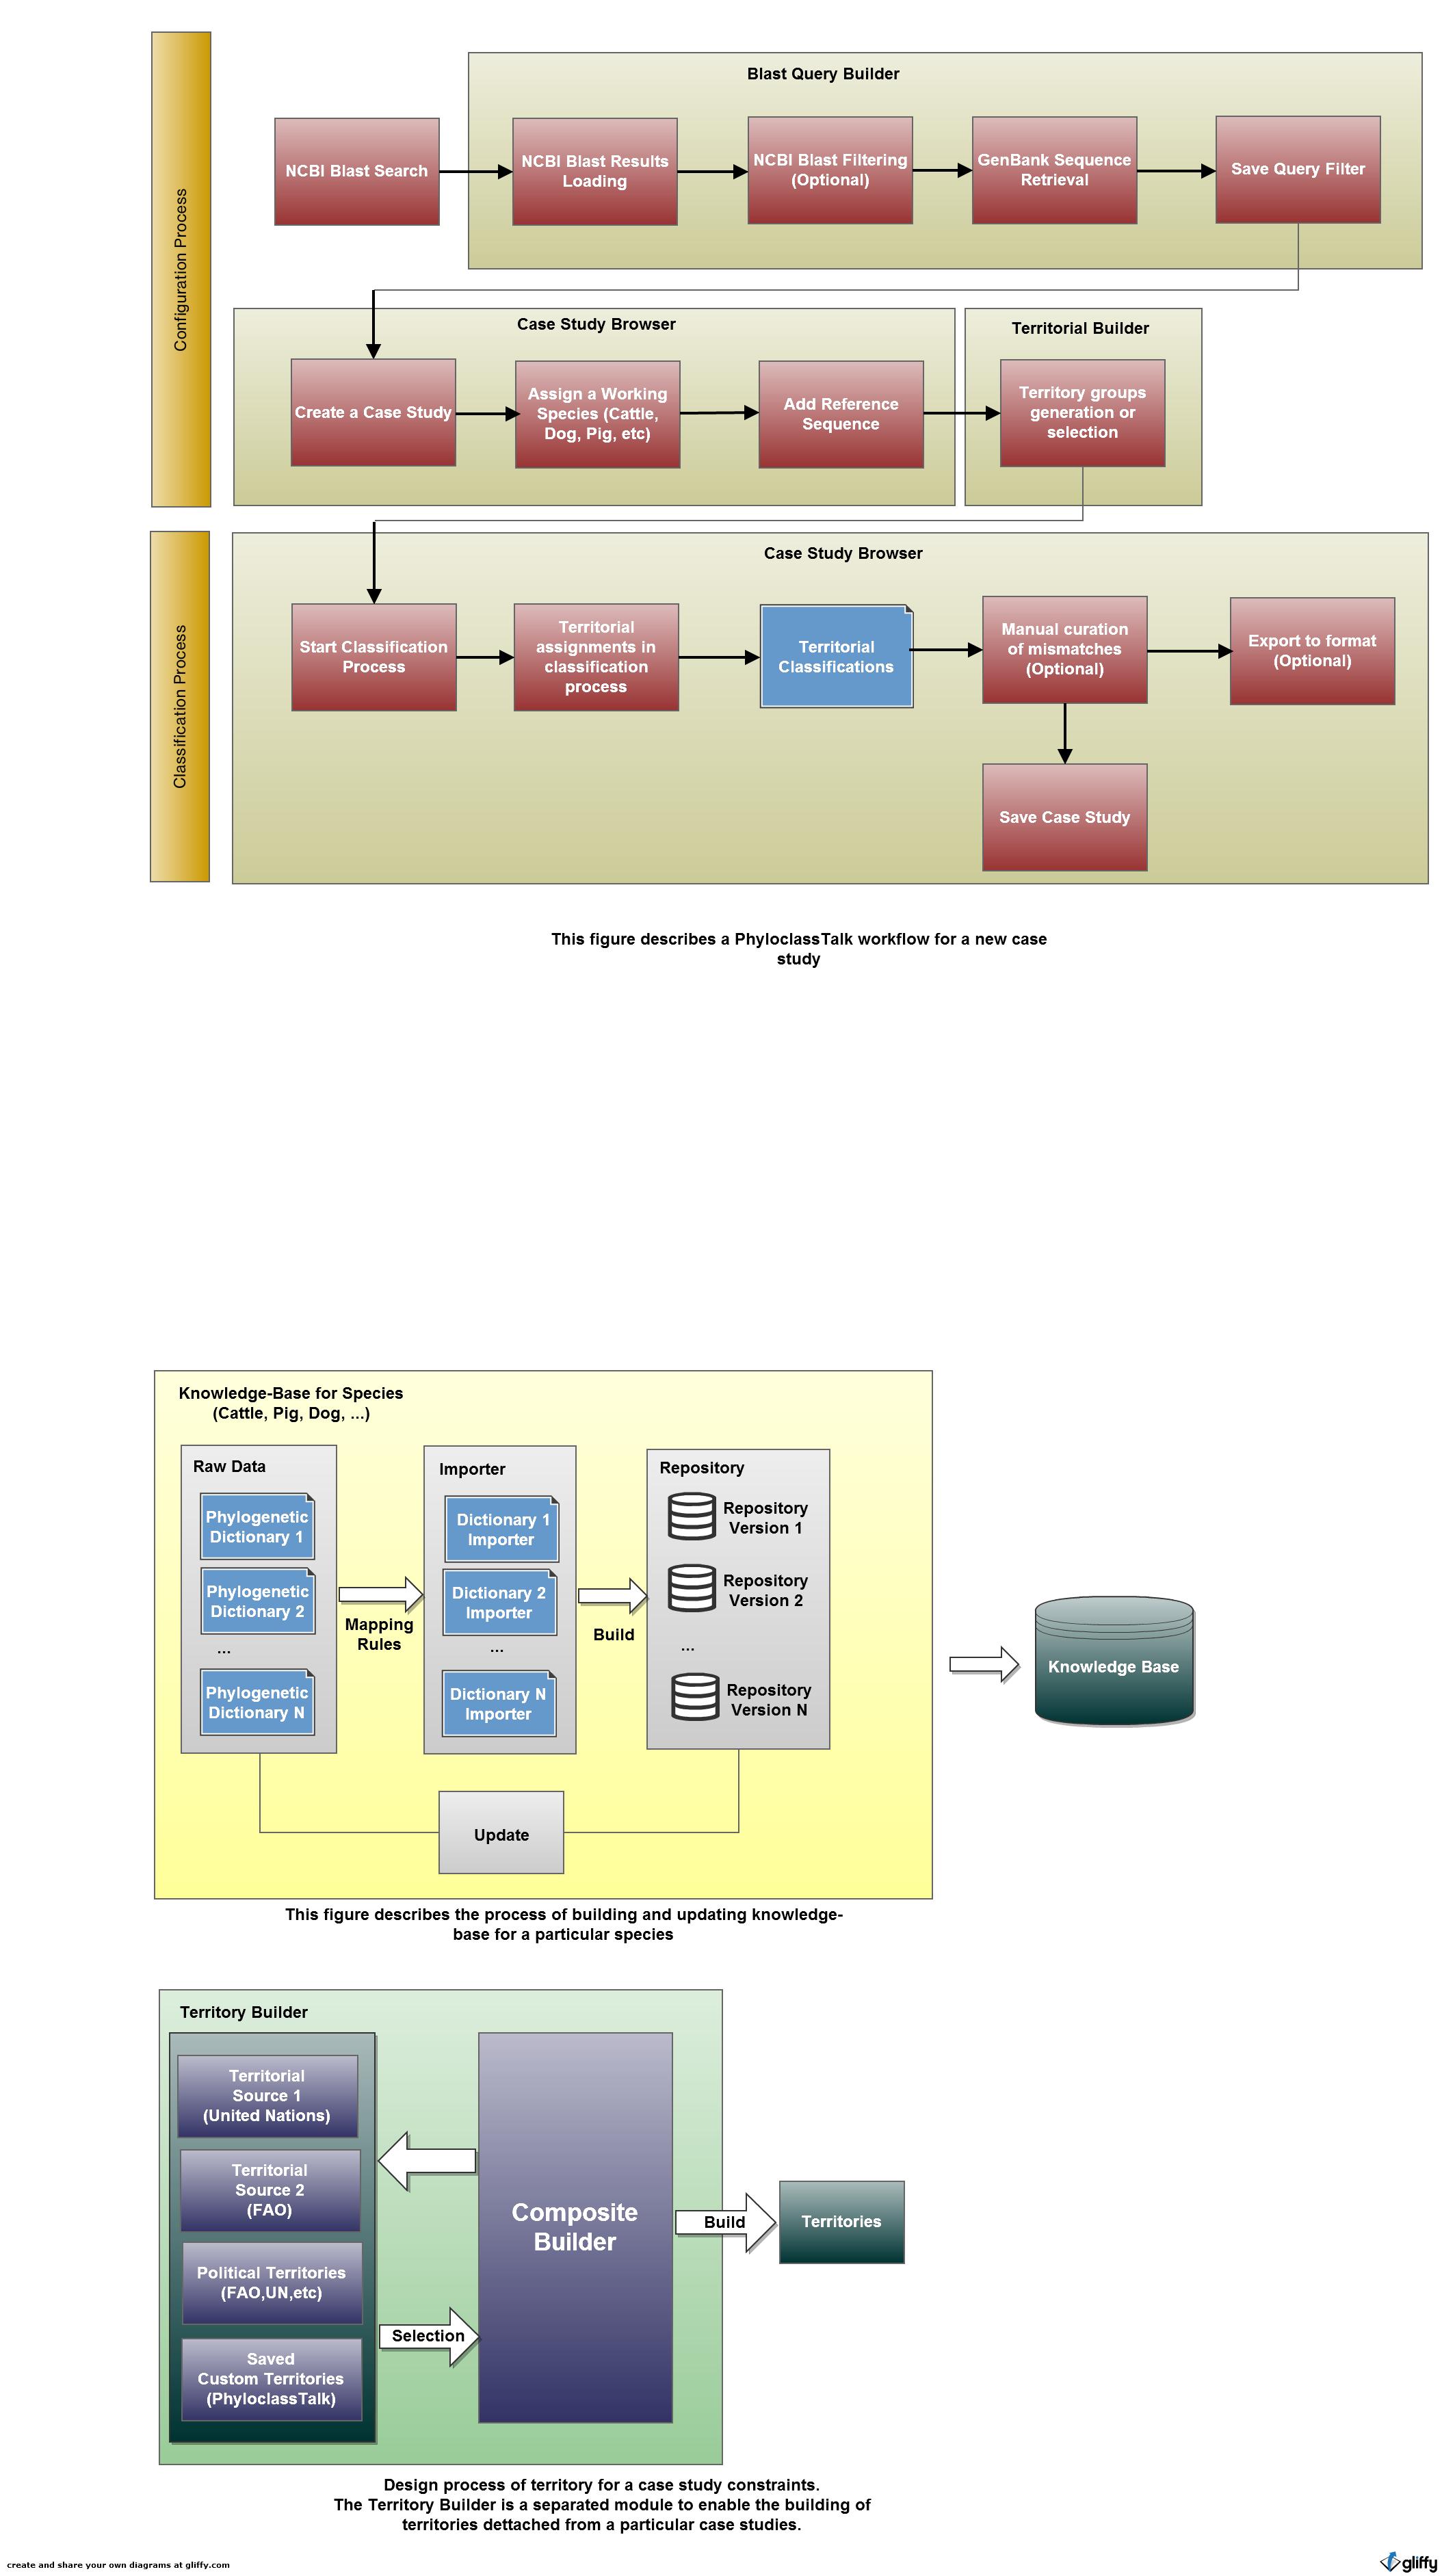 Configuration Process
Blast Query Builder
NCBI Blast Search
NCBI Blast Results
Loading
NCBI Blast Filtering
(Optional)
GenBank Sequence
Retrieval
Save Query Filter
Case Study Browser
Create a Case Study
Assign a Working
Species (Cattle,
Dog, Pig, etc)
Add Reference
Sequence
Territorial Builder
Territory groups
generation or
selection
Classification Process
Case Study Browser
Start Classification
Process
Territorial
assignments in
classification
process
Territorial
Classifications
Manual curation
of mismatches
(Optional)
Export to format
(Optional)
Save Case Study
This figure describes a PhyloclassTalk workflow for a new case
study
Knowledge-Base for Species
(Cattle, Pig, Dog, ...)
Raw Data
Phylogenetic
Dictionary 1
Phylogenetic
Dictionary 2
...
Phylogenetic
Dictionary N
Mapping
Rules
Importer
Dictionary 1
Importer
Dictionary 2
Importer
...
Dictionary N
Importer
Build
Repository
Repository
Version 1
Repository
Version 2
...
Repository
Version N
Update
Knowledge Base
This figure describes the process of building and updating knowledge-
base for a particular species
Territory Builder
Territorial
Source 1
(United Nations)
Territorial
Source 2
(FAO)
Political Territories
(FAO,UN,etc)
Saved
Custom Territories
(PhyloclassTalk)
Selection
Composite
Builder
Build
Territories
Design process of territory for a case study constraints.
The Territory Builder is a separated module to enable the building of
territories dettached from a particular case studies.
create and share your own diagrams at gliffy.com
gliffy